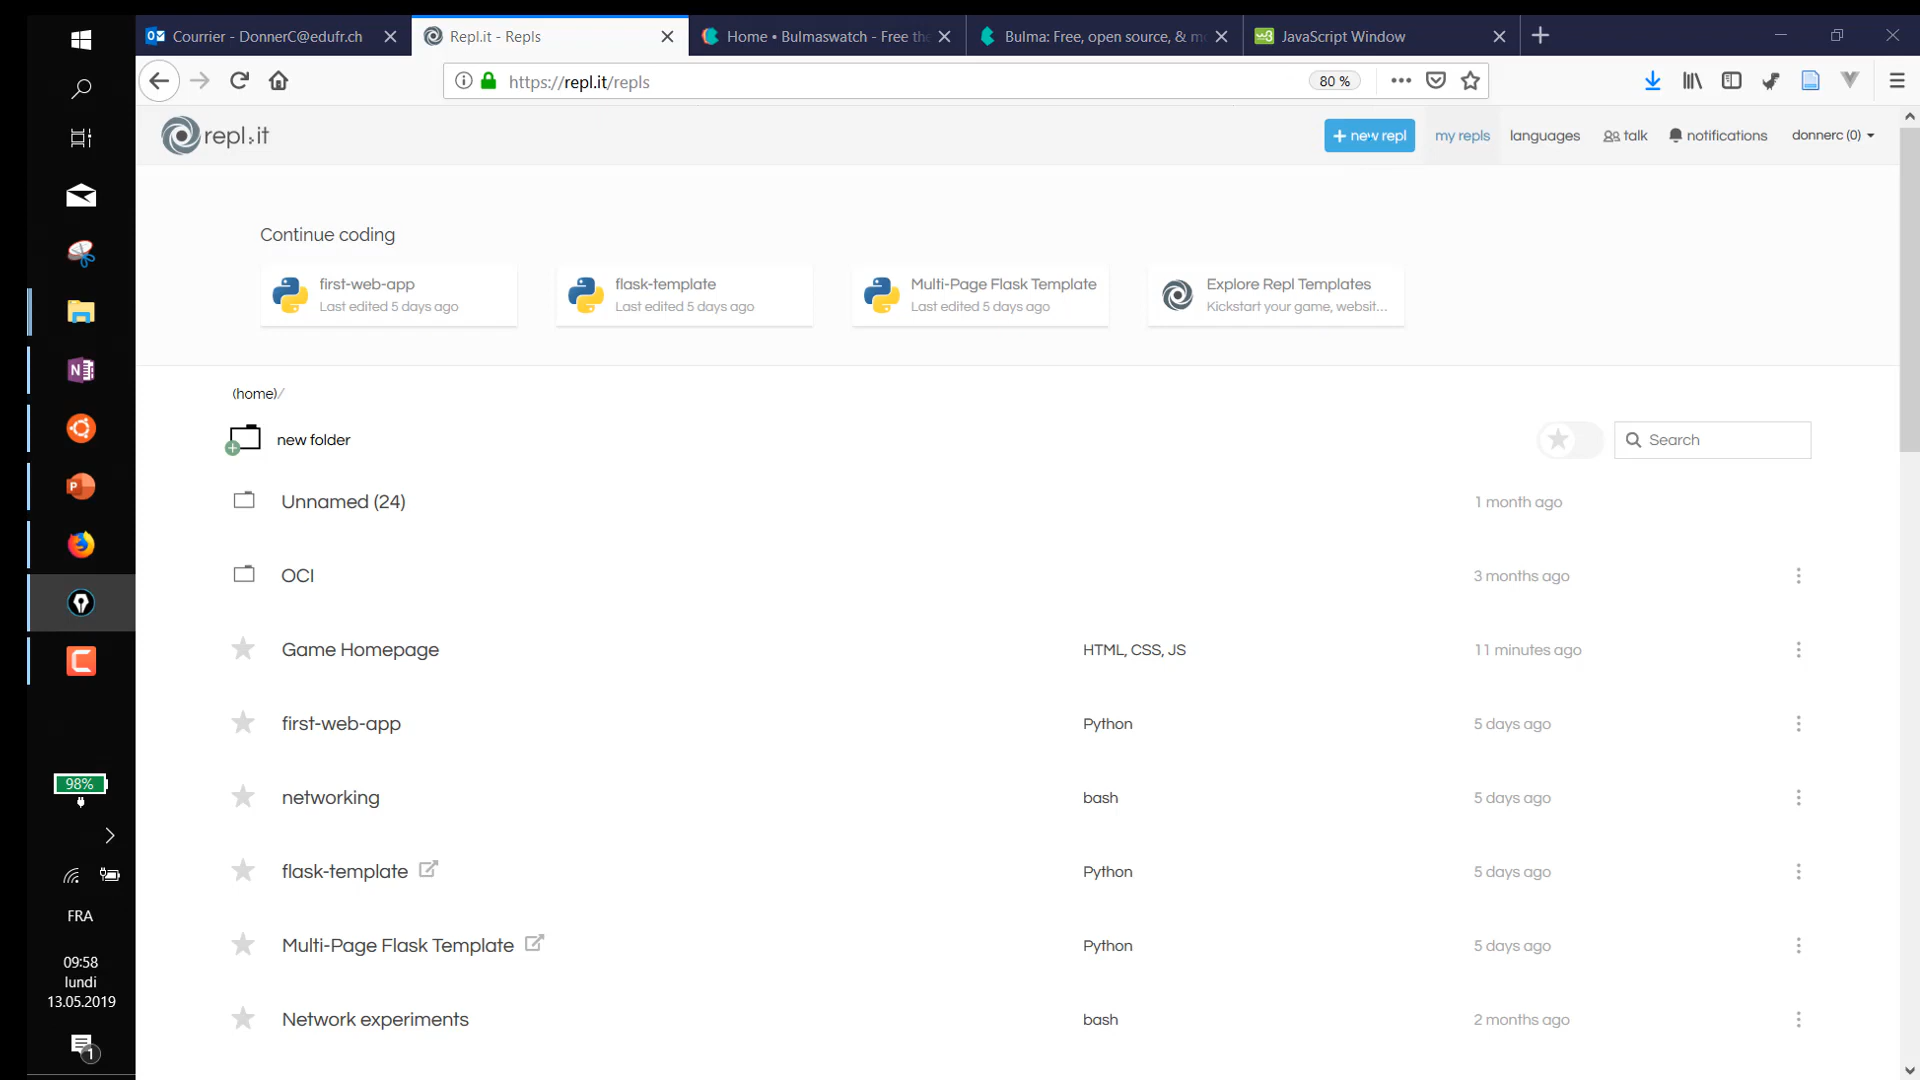 Courrier - DonnerC@edufr.ch
Repl.it - Repls
Home • Bulmaswatch - Free the
Bulma: Free, open source, & m
JavaScript Window
https://repl.it/repls
80 %
repl.it
+ new repl
my repls
languages
talk
notifications
donnerc (0)
Continue coding
first-web-app
Last edited 5 days ago
flask-template
Last edited 5 days ago
Multi-Page Flask Template
Last edited 5 days ago
Explore Repl Templates
Kickstart your game, websit...
(home)/
new folder
Search
Unnamed (24)
1 month ago
OCI
3 months ago
Game Homepage
HTML, CSS, JS
11 minutes ago
first-web-app
Python
5 days ago
networking
bash
5 days ago
flask-template
Python
5 days ago
Multi-Page Flask Template
Python
5 days ago
Network experiments
bash
2 months ago
98%
FRA
09:58
lundi
13.05.2019
1